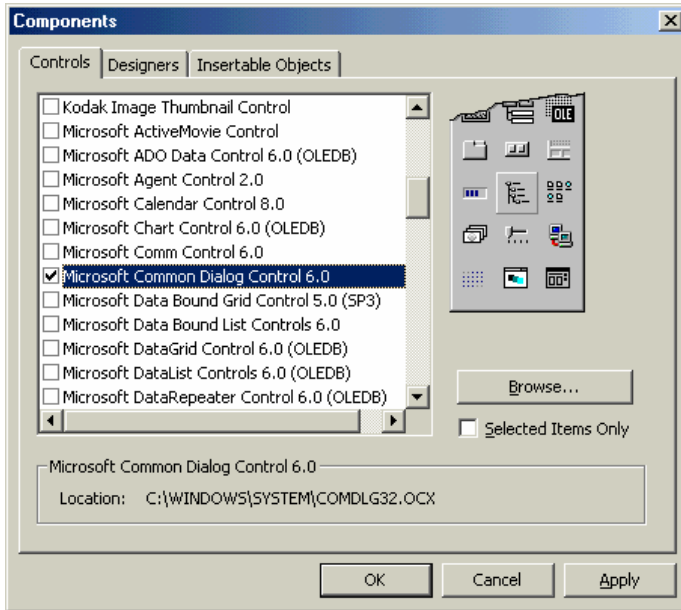 Components
Controls
Designers
Insertable Objects
Kodak Image Thumbnail Control
Microsoft ActiveMovie Control
Microsoft ADO Data Control 6.0 (OLEDB)
Microsoft Agent Control 2.0
Microsoft Calendar Control 8.0
Microsoft Chart Control 6.0 (OLEDB)
Microsoft Comm Control 6.0
Microsoft Common Dialog Control 6.0
Microsoft Data Bound Grid Control 5.0 (SP3)
Microsoft Data Bound List Controls 6.0
Microsoft DataGrid Control 6.0 (OLEDB)
Microsoft DataList Controls 6.0 (OLEDB)
Microsoft DataRepeater Control 6.0 (OLEDB)
OLE
Browse...
Selected Items Only
Microsoft Common Dialog Control 6.0
Location: C:\WINDOWS\SYSTEM\COMDLG32.OCX
OK
Cancel
Apply